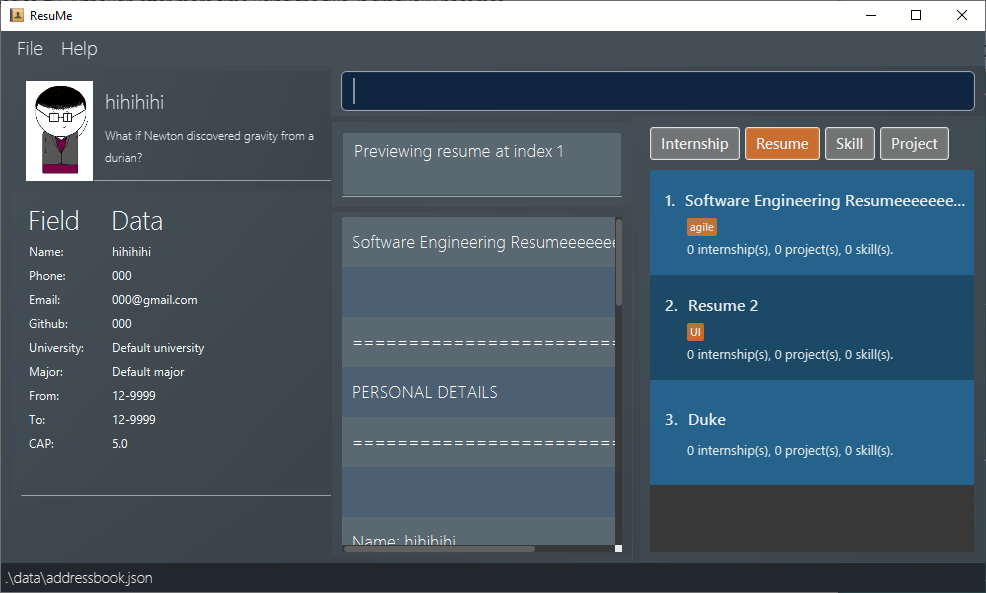 ResuMe
File Help
hihihihi
What if Newton discovered gravity from a
durian?
Field Data
Name: hihihihi
Phone: 000
Email: 000@gmail.com
Github: 000
University: Default university
Major: Default major
From: 12-9999
To: 12-9999
CAP: 5.0
Previewing resume at index 1
Software Engineering Resumeeeeeee
========================
PERSONAL DETAILS
========================
Name: hihihihi
Internship Resume Skill Project
1. Software Engineering Resumeeeeeee...
agile
0 internship(s), 0 project(s), 0 skill(s).
2. Resume 2
UI
0 internship(s), 0 project(s), 0 skill(s).
3. Duke
0 internship(s), 0 project(s), 0 skill(s).
.\data\addressbook.json